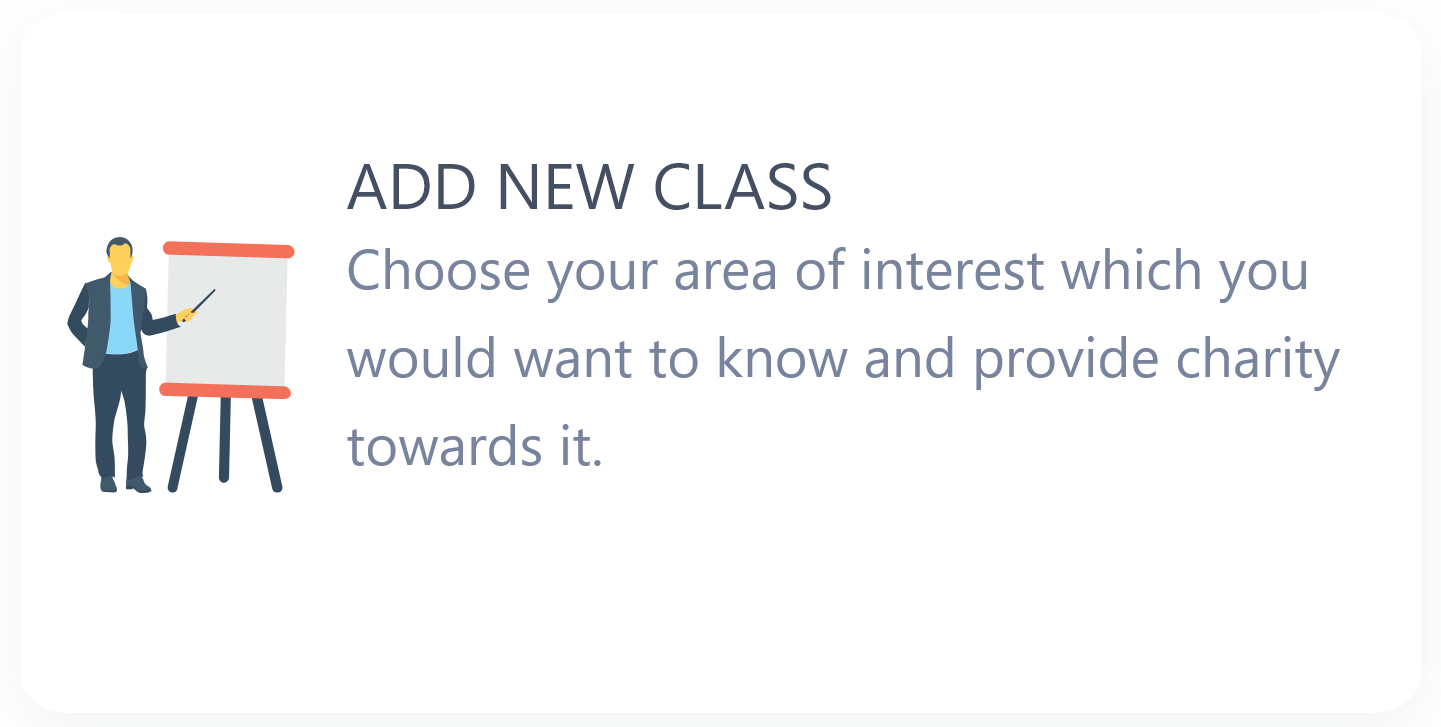 ADD NEW CLASS
Choose your area of interest which you
would want to know and provide charity
towards it.